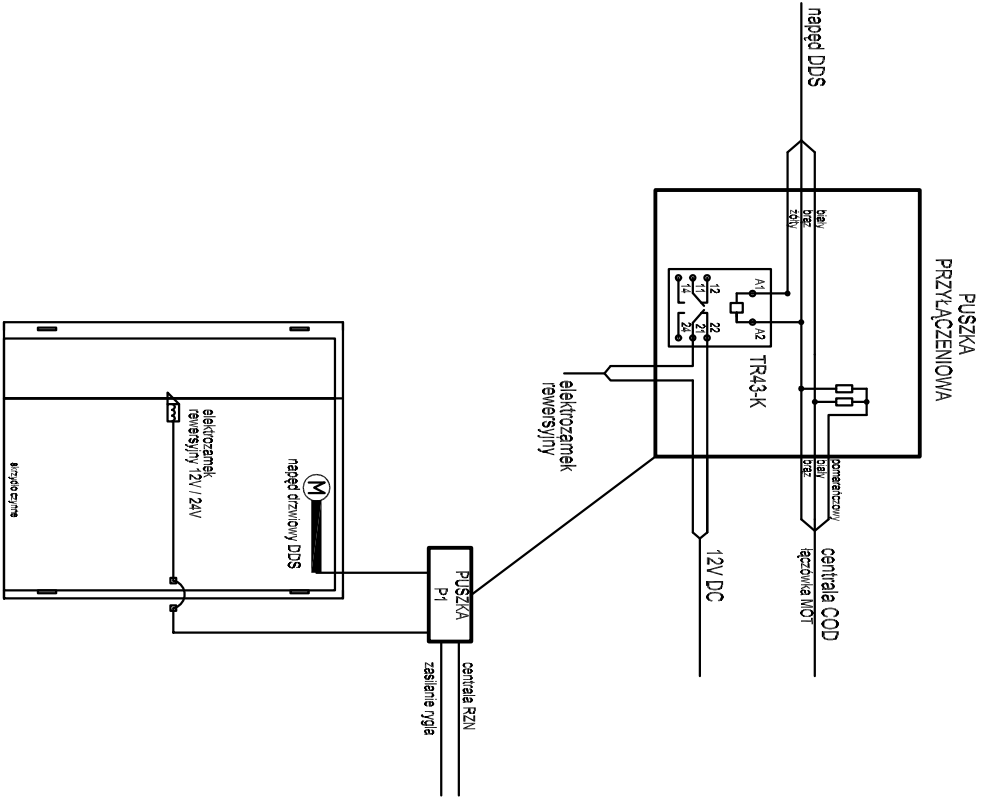 PUSZKA
PRZYŁĄCZENIOWA
napęd DDS
biały
brąz
żółty
A1
A2
12
11
14
22
21
24
TR43-K
pomarańczowy
biały
brąz
centrala COD
łączówka MOT
12V DC
elektrozamek
rewersyjny
PUSZKA
P1
centrala RZN
zasilanie rygla
M
napęd drzwiowy DDS
elektrozamek
rewersyjny 12V / 24V
skrzydło czynne